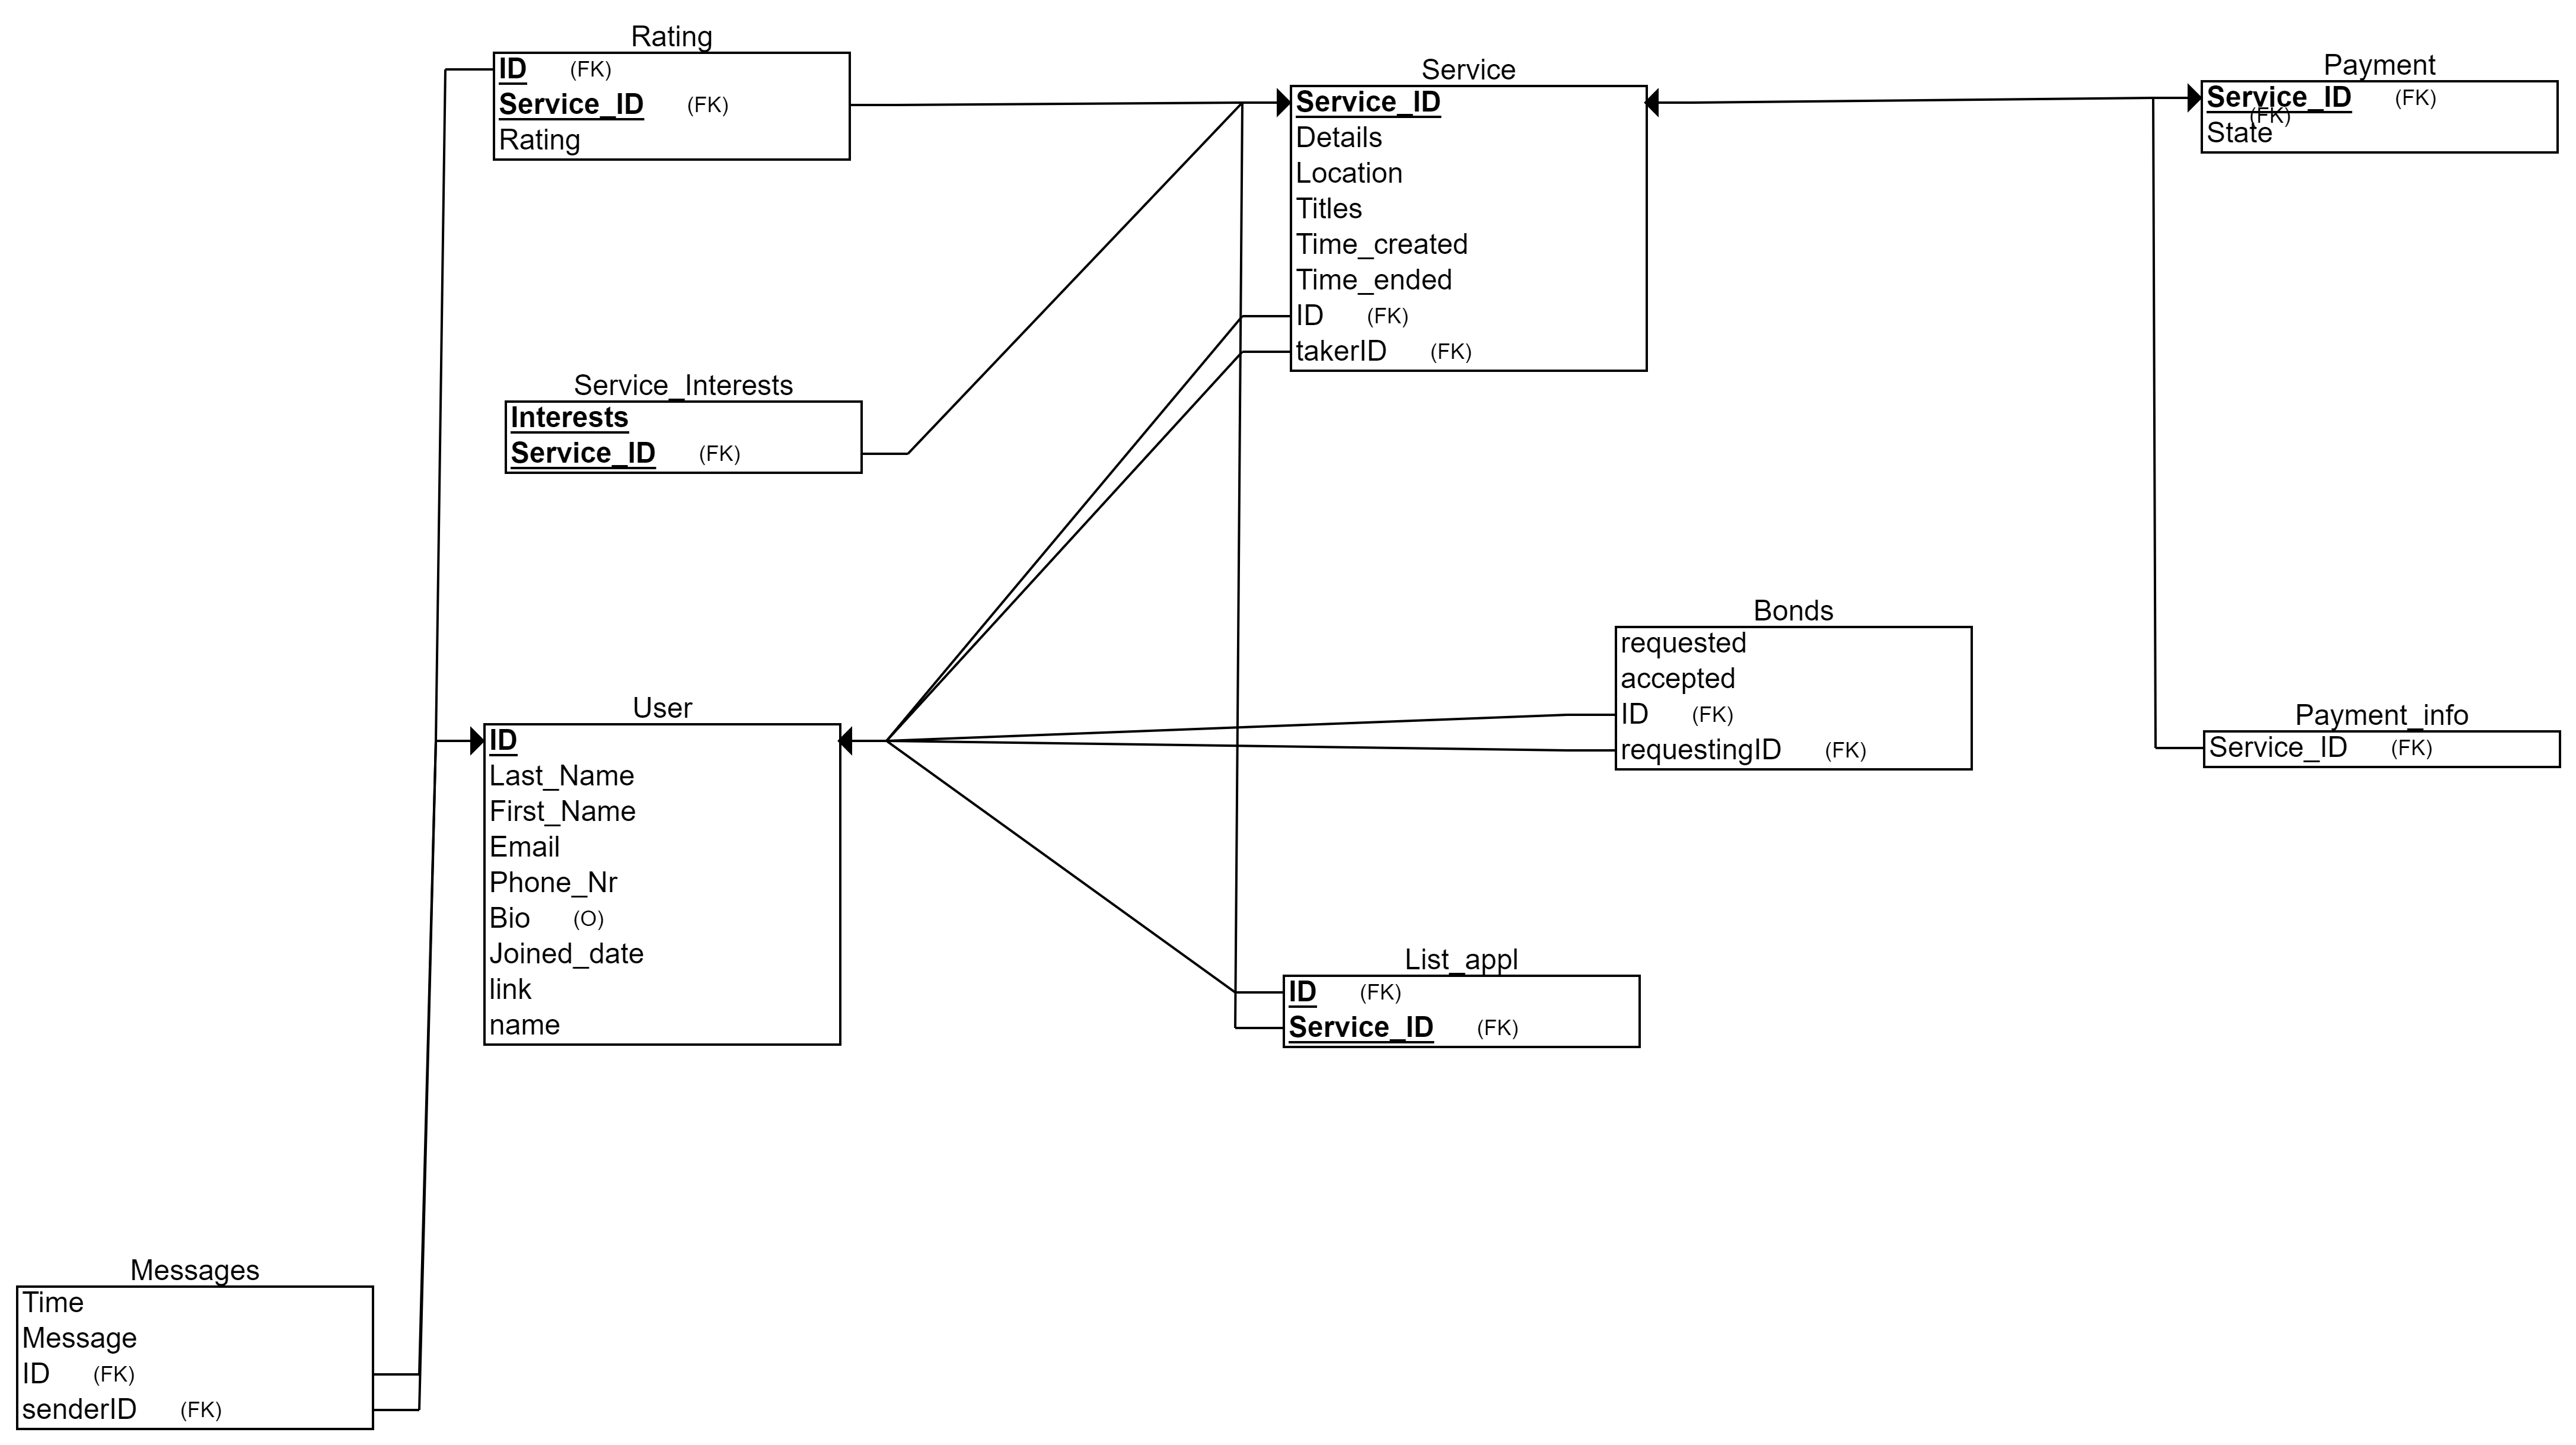 Rating
ID (FK)
Service_ID (FK)
Rating
Service
Service_ID
Details
Location
Titles
Time_created
Time_ended
ID (FK)
takerID (FK)
Payment
Service_ID (FK)
(FK)
State
Service_Interests
Interests
Service_ID (FK)
Bonds
requested
accepted
ID (FK)
requestingID (FK)
User
ID
Last_Name
First_Name
Email
Phone_Nr
Bio (O)
Joined_date
link
name
Payment_info
Service_ID (FK)
List_appl
ID (FK)
Service_ID (FK)
Messages
Time
Message
ID (FK)
senderID (FK)